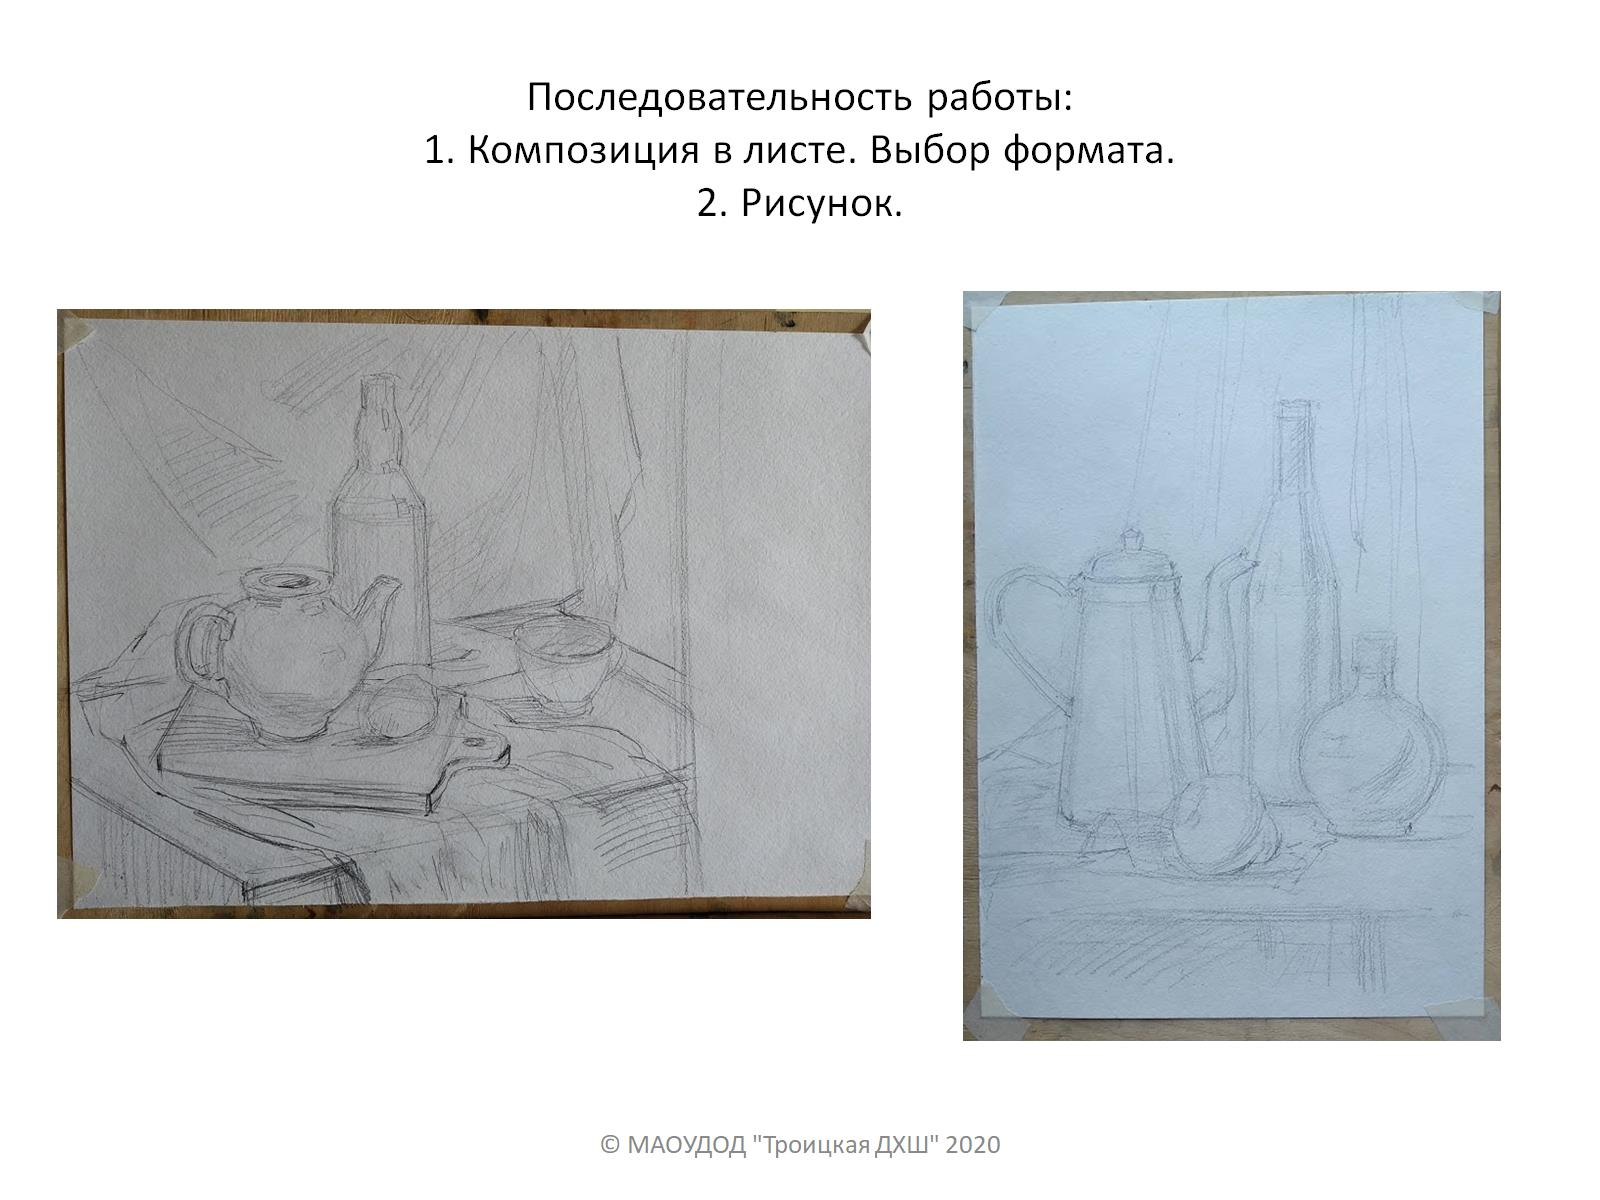 Последовательность работы:
1. Композиция в листе. Выбор формата.
2. Рисунок.
© МАОУДОД "Троицкая ДХШ" 2020